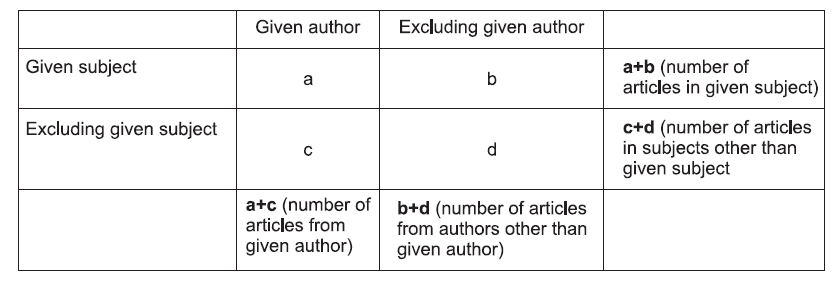 Given author
Excluding given author
Given subject
a
b
a+b (number of
articles in given subject)
Excluding given subject
c
d
c+d (number of articles
in subjects other than
given subject
a+c (number of
articles from
given author)
b+d (number of articles
from authors other than
given author)